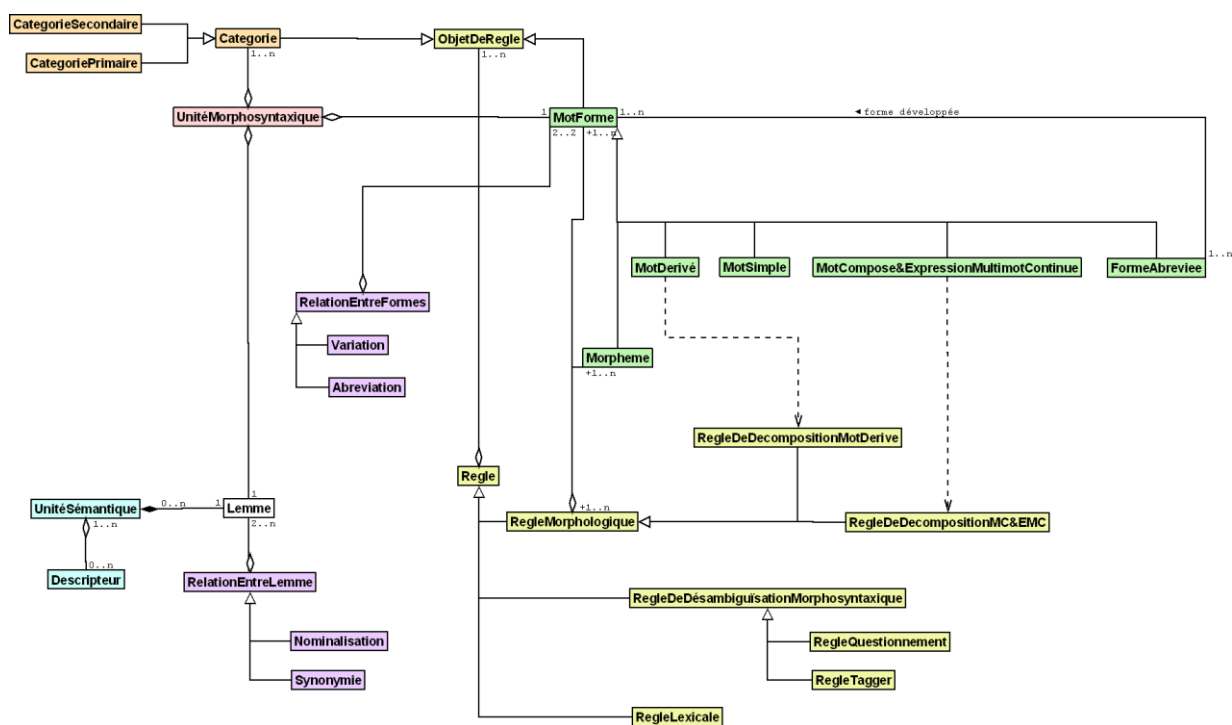 CategorieSecondaire
Categorie
ObjetDeRegle
1..n
1..n
CategoriePrimaire
UnitéMorphosyntaxique
1
MotForme
1..n
◄ forme développée
2..2
+1..n
MotDerivé
MotSimple
MotCompose&ExpressionMultimotContinue
FormeAbreviee
1..n
RelationEntreFormes
Variation
Morpheme
+1..n
Abreviation
RegleDeDecompositionMotDerive
Regle
UnitéSémantique
0..n
1
Lemme
1
1..n
2..n
+1..n
RegleMorphologique
RegleDeDecompositionMC&EMC
0..n
Descripteur
RelationEntreLemme
RegleDeDésambiguïsationMorphosyntaxique
Nominalisation
RegleQuestionnement
Synonymie
RegleTagger
RegleLexicale